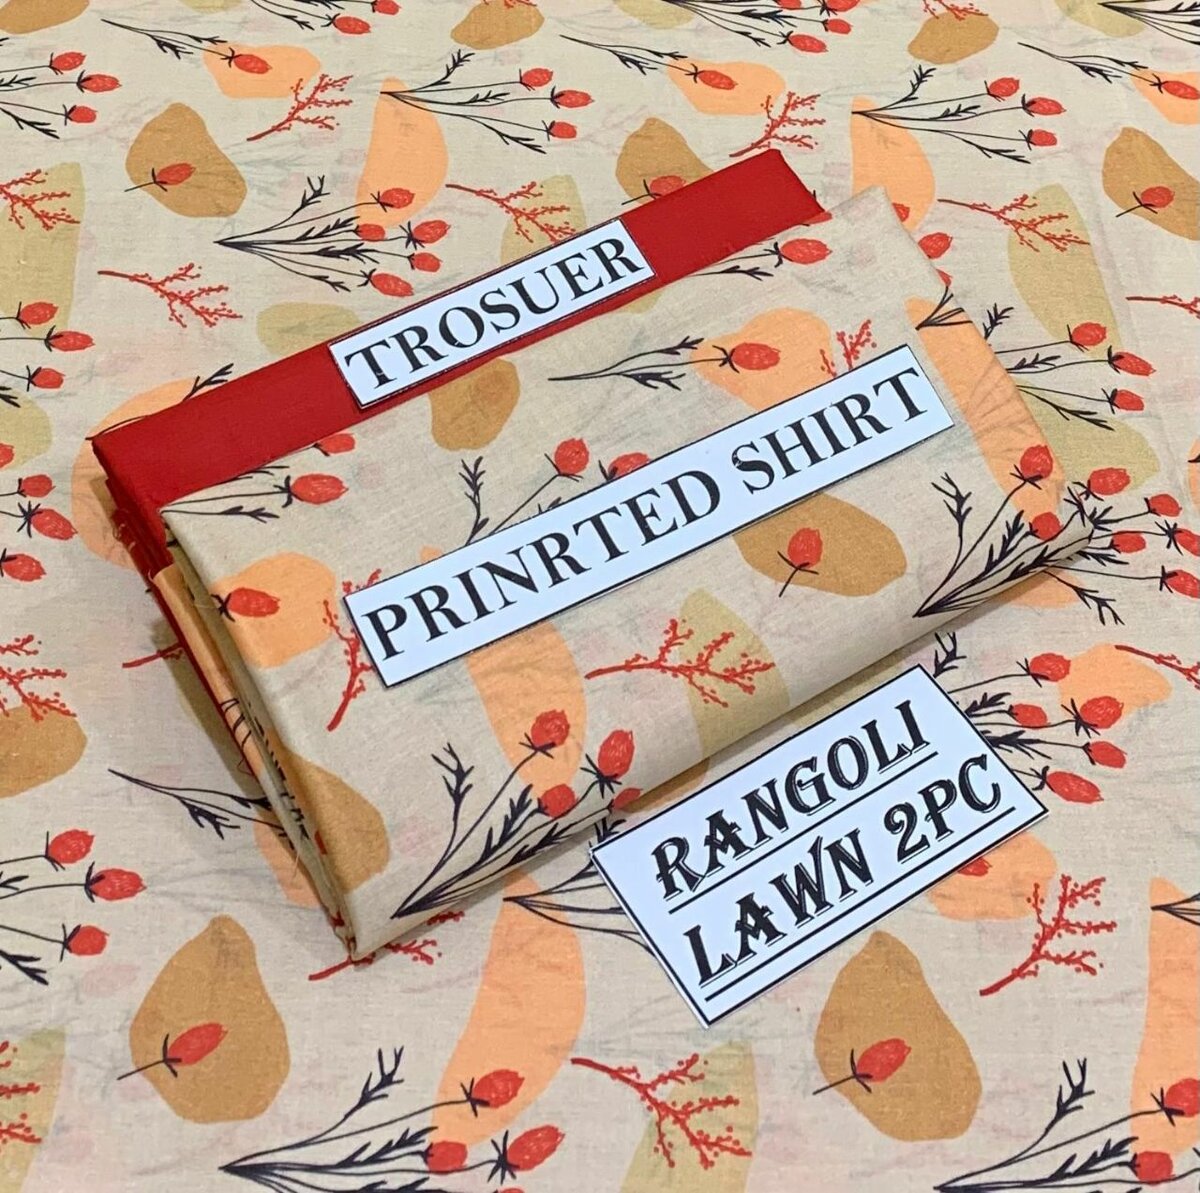 TROSUER
PRINRTED SHIRT
RANGOLI
LAWN 2PC